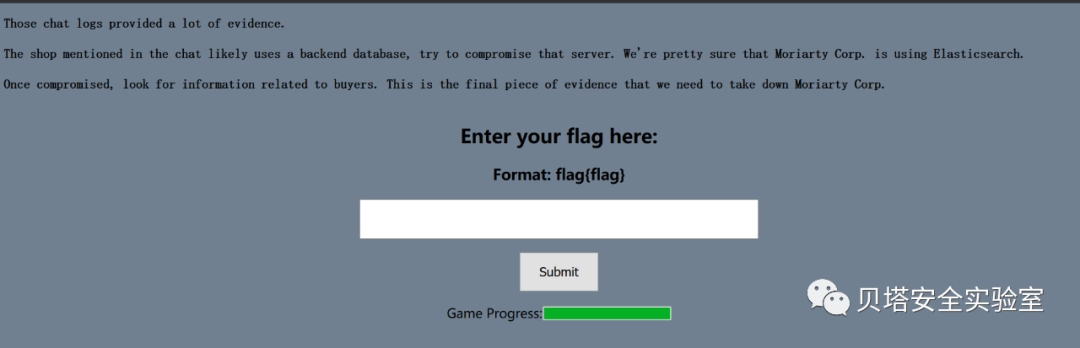 Those chat logs provided a lot of evidence.
The shop mentioned in the chat likely uses a backend database, try to compromise that server. We're pretty sure that Moriarty Corp. is using Elasticsearch.
Once compromised, look for information related to buyers. This is the final piece of evidence that we need to take down Moriarty Corp.
Enter your flag here:
Format: flag{flag}
Submit
Game Progress:
贝塔安全实验室